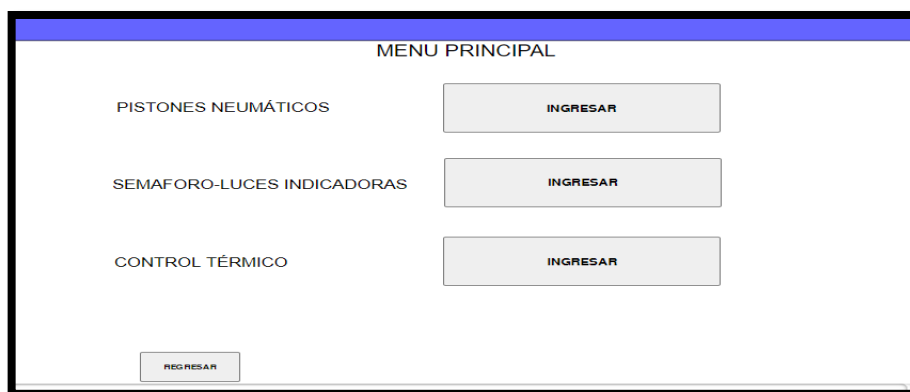 MENU PRINCIPAL
PISTONES NEUMÁTICOS INGRESAR
SEMAFORO-LUCES INDICADORAS INGRESAR
CONTROL TÉRMICO INGRESAR
REGRESAR